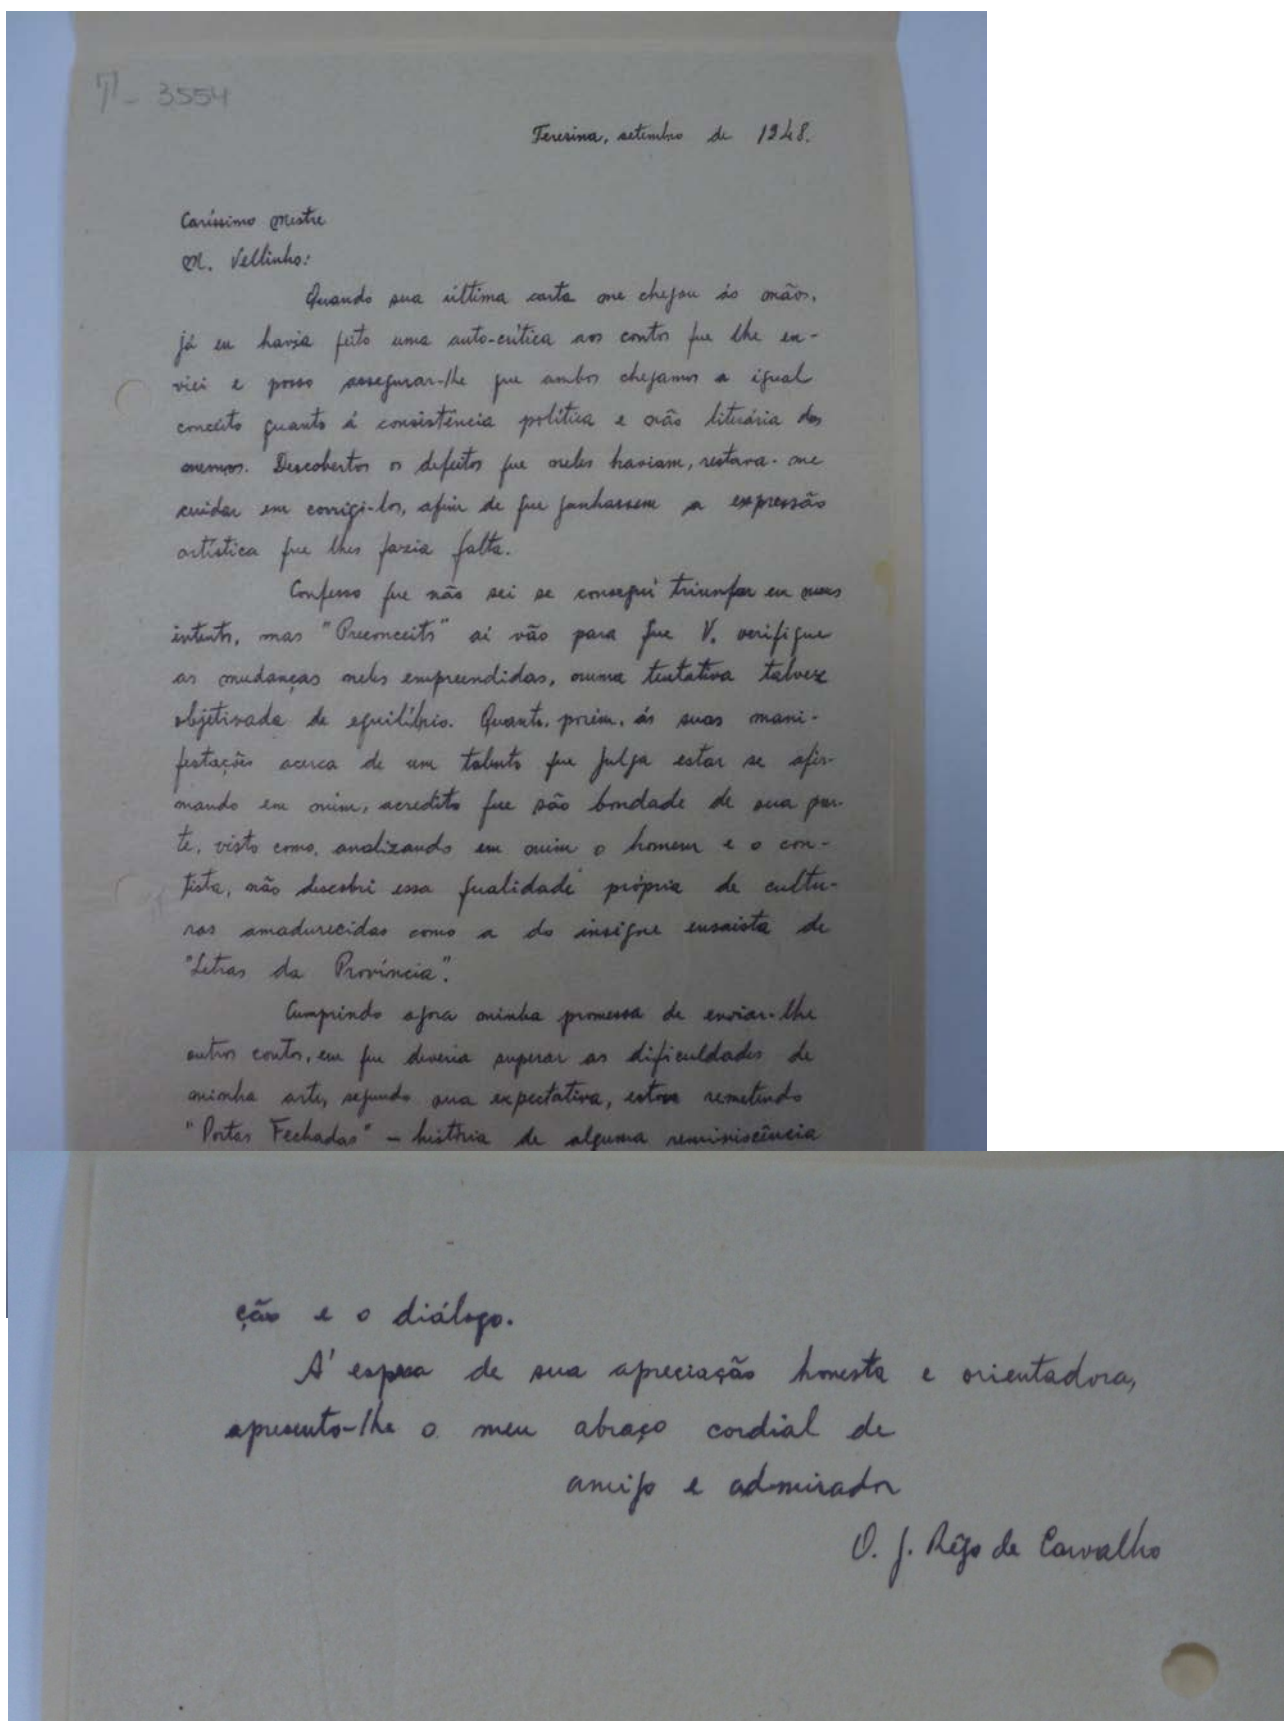 T - 3554
Teresina, setembro de 1948.
Caríssimo Mestre
M. Vellinho:
Quando sua última carta me chegou às mãos,
já eu havia feito uma auto-crítica aos contos que lhe en-
viei e posso assegurar-lhe que ambos chegamos a igual
conceito quanto á consistência política e não literária dos
mesmos. Descobertos os defeitos que neles haviam, restava-me
cuidar em corrigi-los, afim de que ganhassem a expressão
artística que lhes fazia falta.
Confesso que não sei se consegui triunfar em meus
intentos, mas "Preconceito" aí vão para que V. verifique
as mudanças neles empreendidas, numa tentativa talvez
objetivada de equilíbrio. Quanto, porém, ás suas mani-
festações acerca de um talento que julga estar se afir-
mando em mim, acredito que são bondade de sua par-
te, visto como, analizando em mim o homem e o con-
tista, não descobri essa qualidade própria de cultu-
ras amadurecidas como a do insigne ensaista de
"Letras da Província".
Cumprindo agora minha promessa de enviar-lhe
outros contos, em que deveria superar as dificuldades de
minha arte, segundo sua expectativa, estou remetendo
"Portas Fechadas" – história de alguma reminiscência
ção e o diálogo.
Á espera de sua apreciação honesta e orientadora,
apresento-lhe o meu abraço cordial de
amigo e admirador
O. J. Rêgo de Carvalho